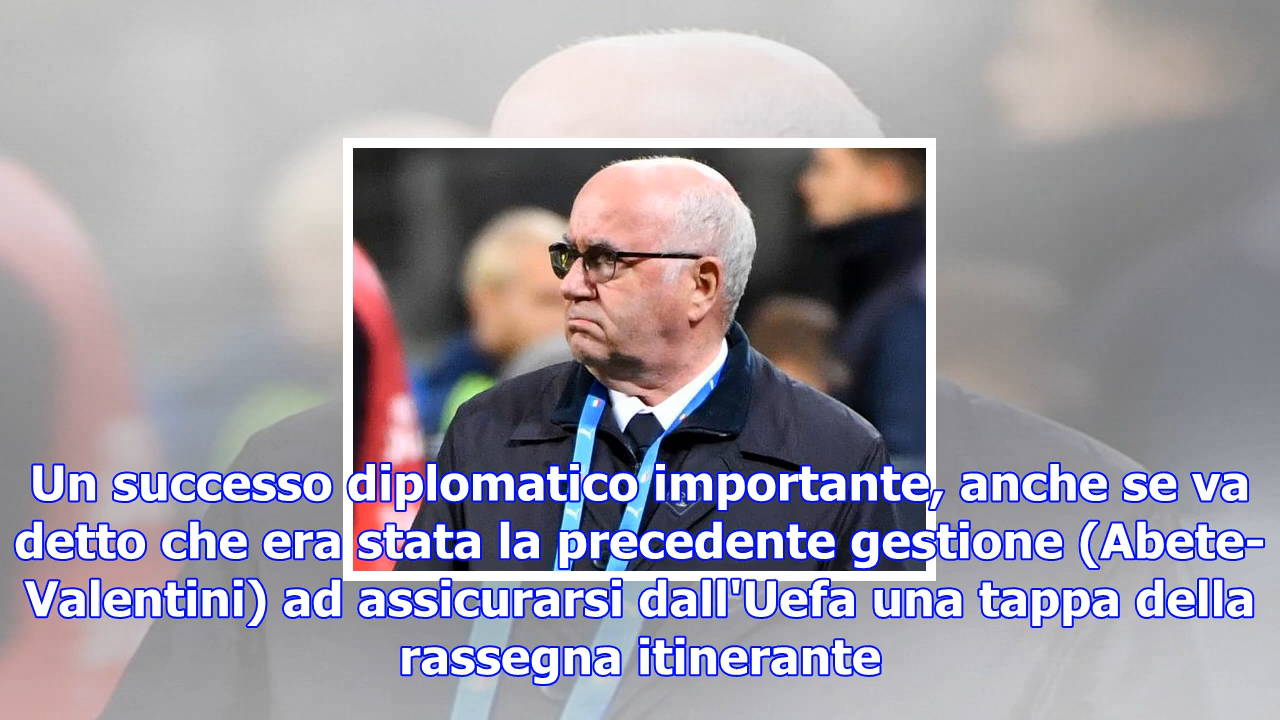 Un successo diplomatico importante, anche se va
detto che era stata la precedente gestione (Abete-
Valentini) ad assicurarsi dall'Uefa una tappa della
rassegna itinerante